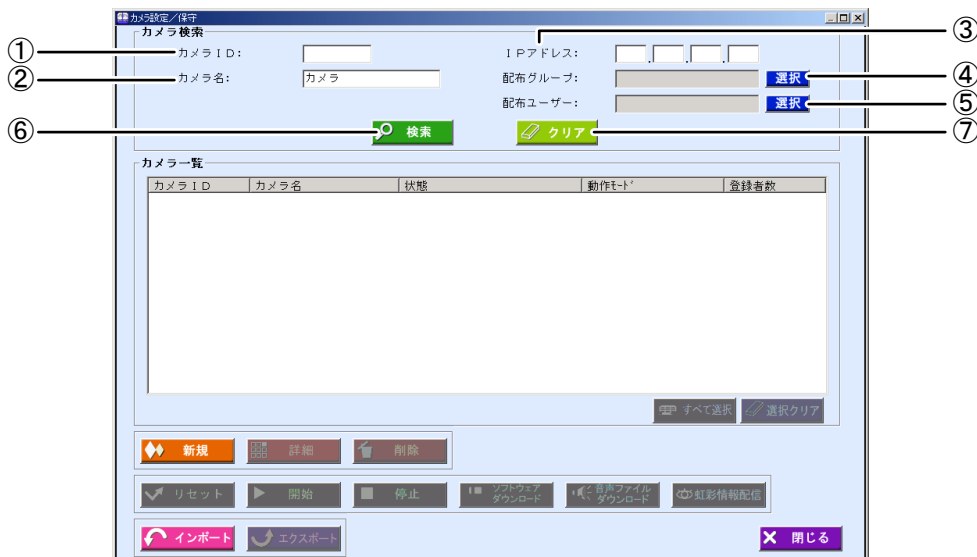 カメラ設定／保守
カメラ検索
① カメラＩＤ: ＩＰアドレス: . . . ③
② カメラ名: カメラ 配布グループ: 選択 ④
配布ユーザー: 選択 ⑤
⑥ 検索 クリア ⑦
カメラ一覧
カメラＩＤ カメラ名 状態 動作ﾓｰﾄﾞ 登録者数
すべて選択 選択クリア
新規 詳細 削除
リセット 開始 停止 ソフトウェア
ダウンロード 音声ファイル
ダウンロード 虹彩情報配信
インポート エクスポート 閉じる